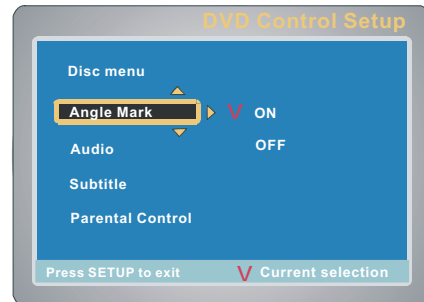 DVD Control Setup
Disc menu
Angle Mark V ON
Audio OFF
Subtitle
Parental Control
Press SETUP to exit V Current selection